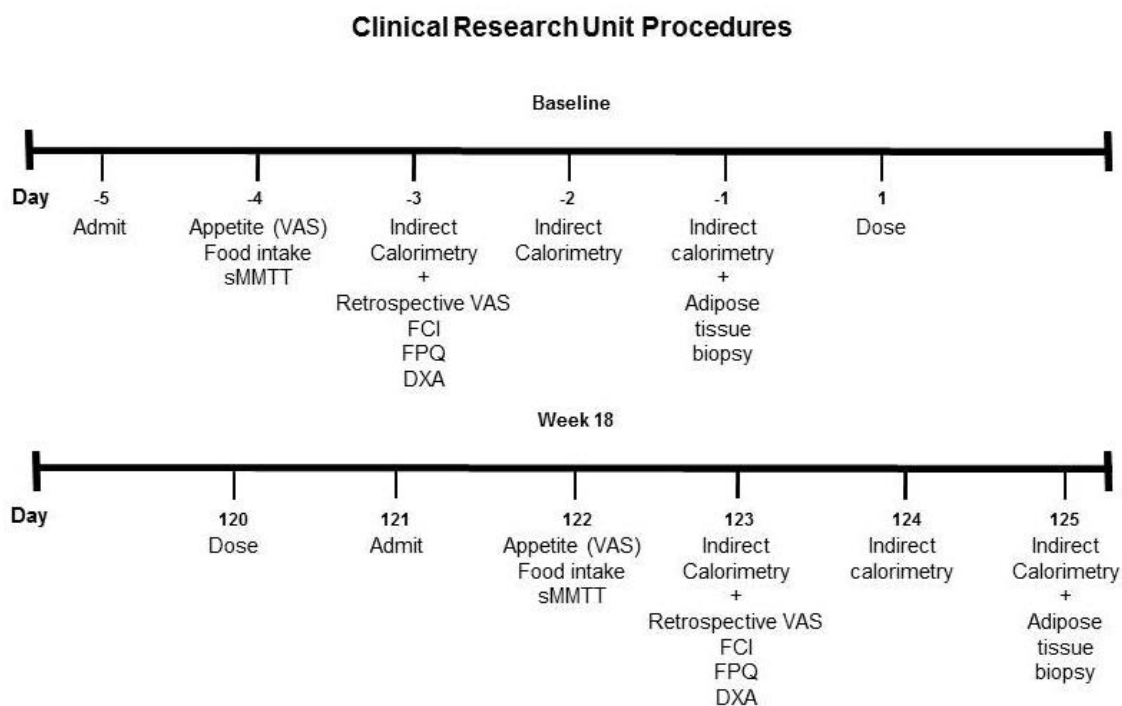 Clinical Research Unit Procedures
Baseline
Day
-5
Admit
-4
Appetite (VAS)
Food intake
sMMTT
-3
Indirect
Calorimetry
+
Retrospective VAS
FCI
FPQ
DXA
-2
Indirect
Calorimetry
-1
Indirect
calorimetry
+
Adipose
tissue
biopsy
1
Dose
Week 18
Day
120
Dose
121
Admit
122
Appetite (VAS)
Food intake
sMMTT
123
Indirect
Calorimetry
+
Retrospective VAS
FCI
FPQ
DXA
124
Indirect
calorimetry
125
Indirect
Calorimetry
+
Adipose
tissue
biopsy